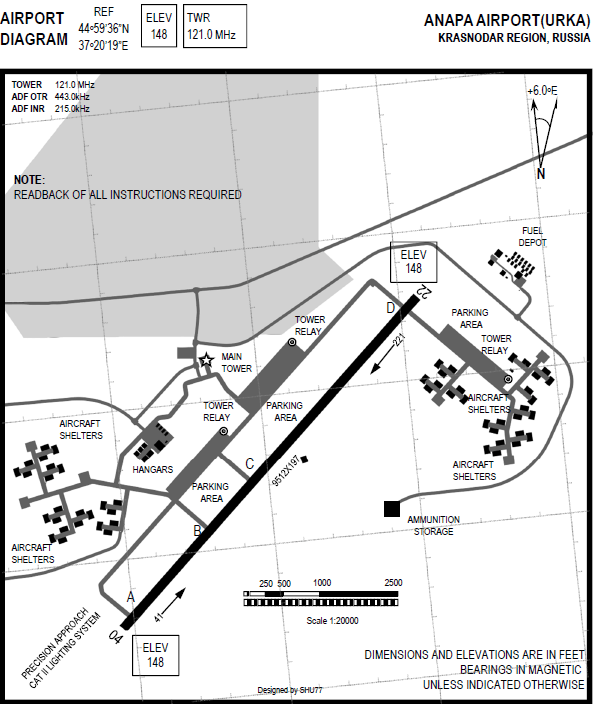 AIRPORT
DIAGRAM
REF
44°59'36"N
37°20'19"E
ELEV
148
TWR
121.0 MHz
ANAPA AIRPORT(URKA)
KRASNODAR REGION, RUSSIA
TOWER 121.0 MHz
ADF OTR 443.0kHz
ADF INR 215.0kHz
+6.0ºE
N
NOTE:
READBACK OF ALL INSTRUCTIONS REQUIRED
FUEL
DEPOT
ELEV
148
22
D
221
PARKING
AREA
TOWER
RELAY
TOWER
RELAY
MAIN
TOWER
AIRCRAFT
SHELTERS
TOWER
RELAY
PARKING
AREA
AIRCRAFT
SHELTERS
HANGARS
C
9512X197
AIRCRAFT
SHELTERS
PARKING
AREA
B
AMMUNITION
STORAGE
AIRCRAFT
SHELTERS
A
41
04
250 500 1000 2500
Scale 1:20000
PRECISION APPROACH
CAT II LIGHTING SYSTEM
ELEV
148
DIMENSIONS AND ELEVATIONS ARE IN FEET
BEARINGS IN MAGNETIC
UNLESS INDICATED OTHERWISE
Designed by SHU77